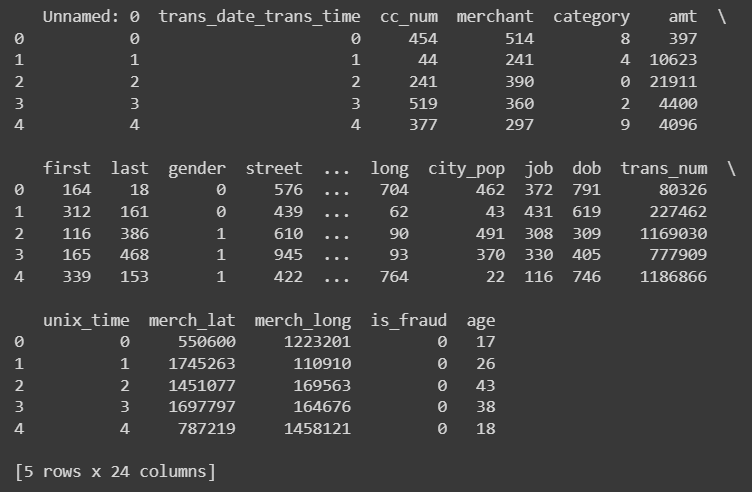 Unnamed: 0 trans_date_trans_time cc_num merchant category amt \
0 0 0 454 514 8 397
1 1 1 44 241 4 10623
2 2 2 241 390 0 21911
3 3 3 519 360 2 4400
4 4 4 377 297 9 4096
first last gender street ... long city_pop job dob trans_num \
0 164 18 0 576 ... 704 462 372 791 80326
1 312 161 0 439 ... 62 43 431 619 227462
2 116 386 1 610 ... 90 491 308 309 1169030
3 165 468 1 945 ... 93 370 330 405 777909
4 339 153 1 422 ... 764 22 116 746 1186866
unix_time merch_lat merch_long is_fraud age
0 0 550600 1223201 0 17
1 1 1745263 110910 0 26
2 2 1451077 169563 0 43
3 3 1697797 164676 0 38
4 4 787219 1458121 0 18
[5 rows x 24 columns]